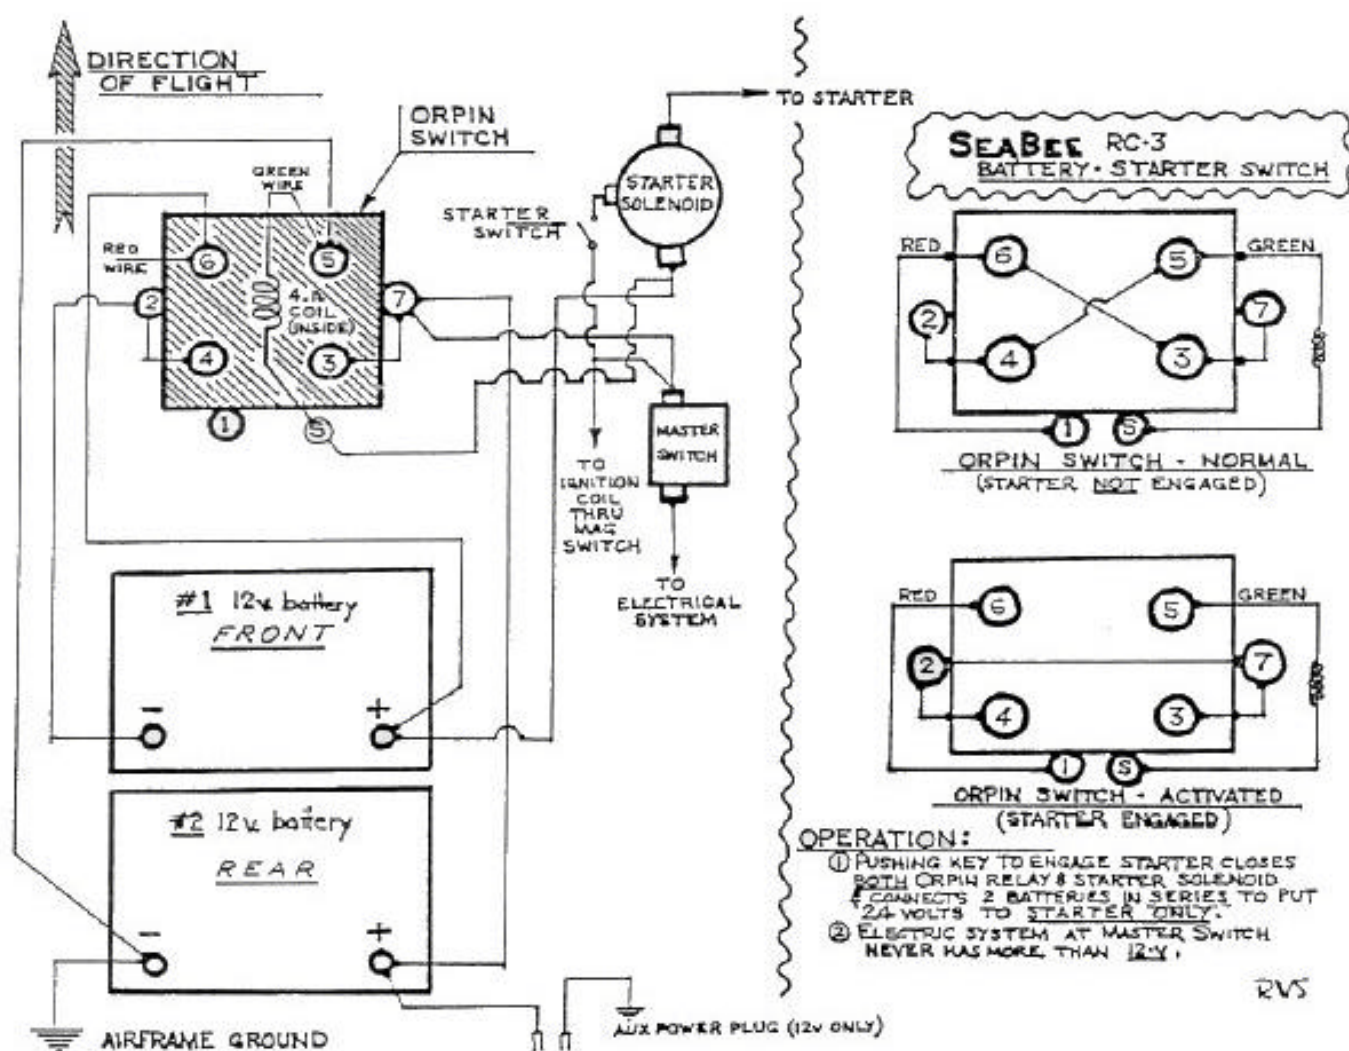 DIRECTION
OF FLIGHT
ORPIN
SWITCH
GREEN
WIRE
RED
WIRE
6
5
2
4. A
COIL
(INSIDE)
7
4
3
1
S
STARTER
SWITCH
STARTER
SOLENOID
TO STARTER
MASTER
SWITCH
TO
IGNITION
COIL
THRU
MAG
SWITCH
TO
ELECTRICAL
SYSTEM
#1 12v. battery
FRONT
-
+
#2 12v. battery
REAR
-
+
AIRFRAME GROUND
AUX POWER PLUG (12v ONLY)
SEABEE RC-3
BATTERY - STARTER SWITCH
RED
6
5
GREEN
2
7
4
3
1
S
ORPIN SWITCH - NORMAL
(STARTER NOT ENGAGED)
RED
6
5
GREEN
2
7
4
3
1
S
ORPIN SWITCH - ACTIVATED
(STARTER ENGAGED)
OPERATION:
① PUSHING KEY TO ENGAGE STARTER CLOSES
BOTH ORPIN RELAY & STARTER SOLENOID
& CONNECTS 2 BATTERIES IN SERIES TO PUT
24 VOLTS TO STARTER "ONLY".
② ELECTRIC SYSTEM AT MASTER SWITCH
NEVER HAS MORE THAN 12-V.
RVS